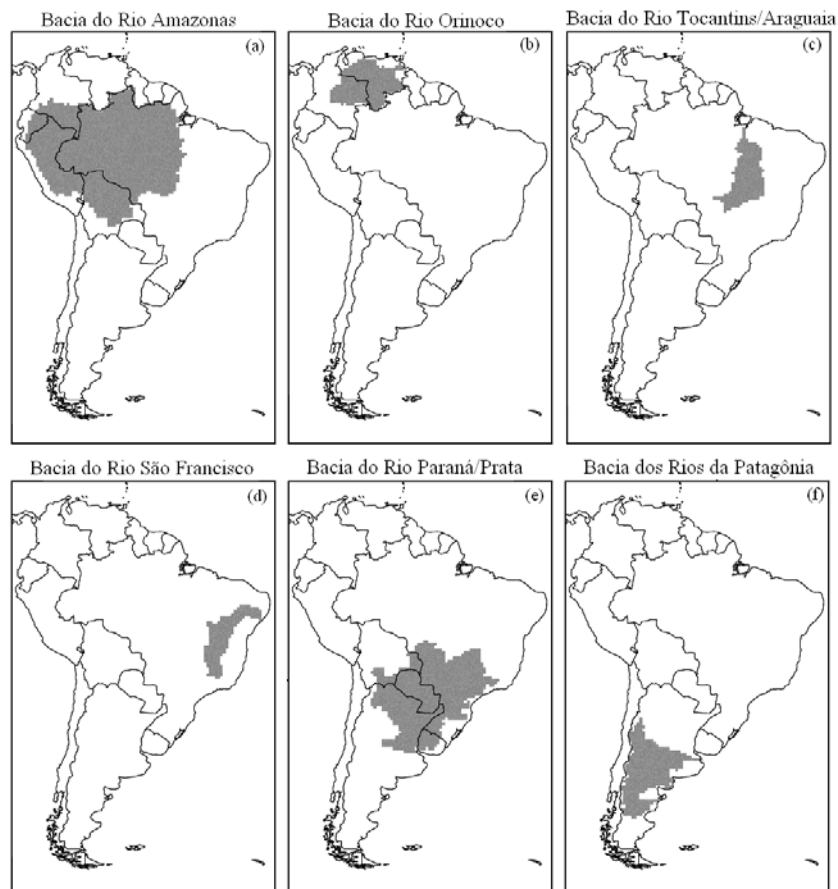 Bacia do Rio Amazonas
(a)
Bacia do Rio Orinoco
(b)
Bacia do Rio Tocantins/Araguaia
(c)
Bacia do Rio São Francisco
(d)
Bacia do Rio Paraná/Prata
(e)
Bacia dos Rios da Patagônia
(f)